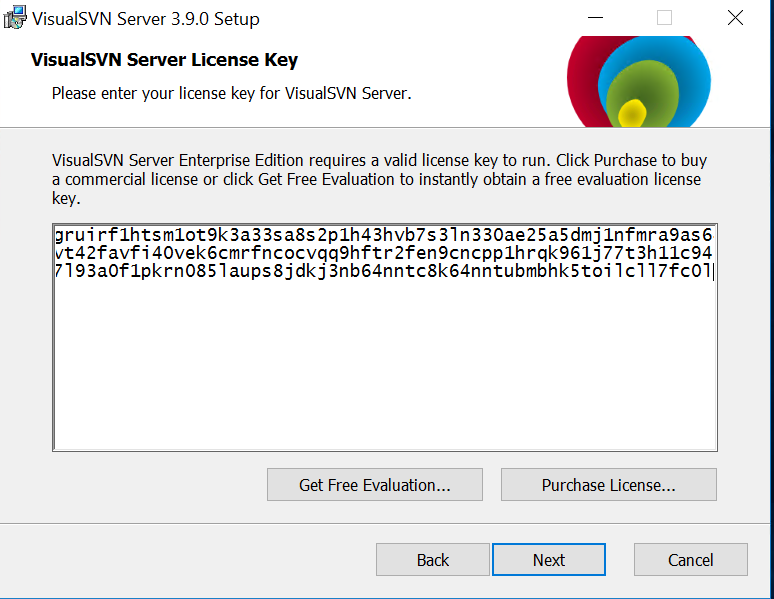 VisualSVN Server 3.9.0 Setup
VisualSVN Server License Key
Please enter your license key for VisualSVN Server.
VisualSVN Server Enterprise Edition requires a valid license key to run. Click Purchase to buy
a commercial license or click Get Free Evaluation to instantly obtain a free evaluation license
key.
gruirf1htsm1ot9k3a33sa8s2p1h43hvb7s3ln330ae25a5dmj1nfmra9as6
vt42favfi40vek6cmrfncocvqq9hftr2fen9cncpp1hrqk961j77t3h11c94
7l93a0f1pkrn085laups8jdkj3nb64nntc8k64nntubmbhk5toilcll7fc0l
Get Free Evaluation...
Purchase License...
Back
Next
Cancel